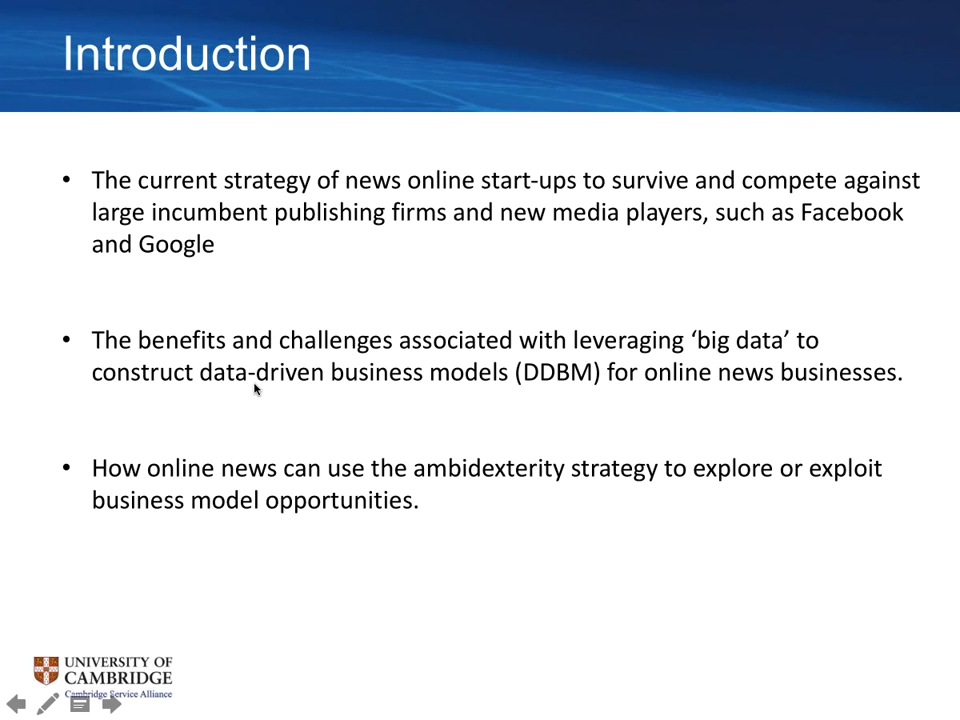 Introduction
• The current strategy of news online start-ups to survive and compete against
large incumbent publishing firms and new media players, such as Facebook
and Google
• The benefits and challenges associated with leveraging ‘big data’ to
construct data-driven business models (DDBM) for online news businesses.
• How online news can use the ambidexterity strategy to explore or exploit
business model opportunities.
UNIVERSITY OF
CAMBRIDGE
Cambridge Service Alliance